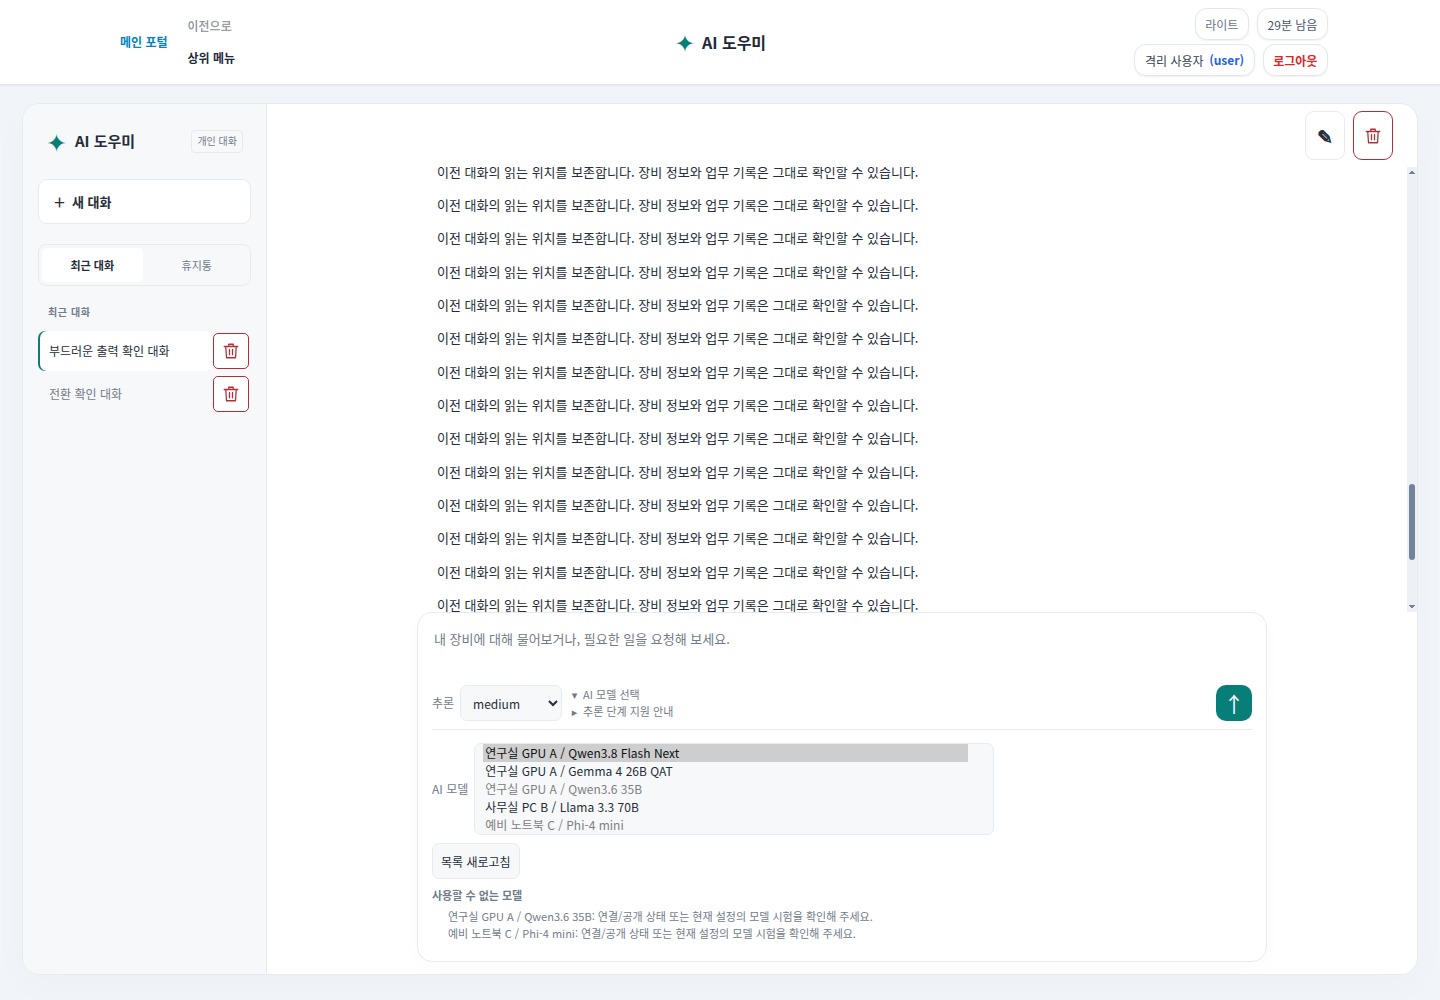 메인 포털
이전으로
상위 메뉴
AI 도우미
라이트
29분 남음
격리 사용자 (user)
로그아웃
AI 도우미
개인 대화
+ 새 대화
최근 대화
휴지통
최근 대화
부드러운 출력 확인 대화
전환 확인 대화
이전 대화의 읽는 위치를 보존합니다. 장비 정보와 업무 기록은 그대로 확인할 수 있습니다.
이전 대화의 읽는 위치를 보존합니다. 장비 정보와 업무 기록은 그대로 확인할 수 있습니다.
이전 대화의 읽는 위치를 보존합니다. 장비 정보와 업무 기록은 그대로 확인할 수 있습니다.
이전 대화의 읽는 위치를 보존합니다. 장비 정보와 업무 기록은 그대로 확인할 수 있습니다.
이전 대화의 읽는 위치를 보존합니다. 장비 정보와 업무 기록은 그대로 확인할 수 있습니다.
이전 대화의 읽는 위치를 보존합니다. 장비 정보와 업무 기록은 그대로 확인할 수 있습니다.
이전 대화의 읽는 위치를 보존합니다. 장비 정보와 업무 기록은 그대로 확인할 수 있습니다.
이전 대화의 읽는 위치를 보존합니다. 장비 정보와 업무 기록은 그대로 확인할 수 있습니다.
이전 대화의 읽는 위치를 보존합니다. 장비 정보와 업무 기록은 그대로 확인할 수 있습니다.
이전 대화의 읽는 위치를 보존합니다. 장비 정보와 업무 기록은 그대로 확인할 수 있습니다.
이전 대화의 읽는 위치를 보존합니다. 장비 정보와 업무 기록은 그대로 확인할 수 있습니다.
이전 대화의 읽는 위치를 보존합니다. 장비 정보와 업무 기록은 그대로 확인할 수 있습니다.
이전 대화의 읽는 위치를 보존합니다. 장비 정보와 업무 기록은 그대로 확인할 수 있습니다.
이전 대화의 읽는 위치를 보존합니다. 장비 정보와 업무 기록은 그대로 확인할 수 있습니다.
내 장비에 대해 물어보거나, 필요한 일을 요청해 보세요.
추론
medium
▾ AI 모델 선택
▸ 추론 단계 지원 안내
AI 모델
연구실 GPU A / Qwen3.8 Flash Next
연구실 GPU A / Gemma 4 26B QAT
연구실 GPU A / Qwen3.6 35B
사무실 PC B / Llama 3.3 70B
예비 노트북 C / Phi-4 mini
목록 새로고침
사용할 수 없는 모델
연구실 GPU A / Qwen3.6 35B: 연결/공개 상태 또는 현재 설정의 모델 시험을 확인해 주세요.
예비 노트북 C / Phi-4 mini: 연결/공개 상태 또는 현재 설정의 모델 시험을 확인해 주세요.